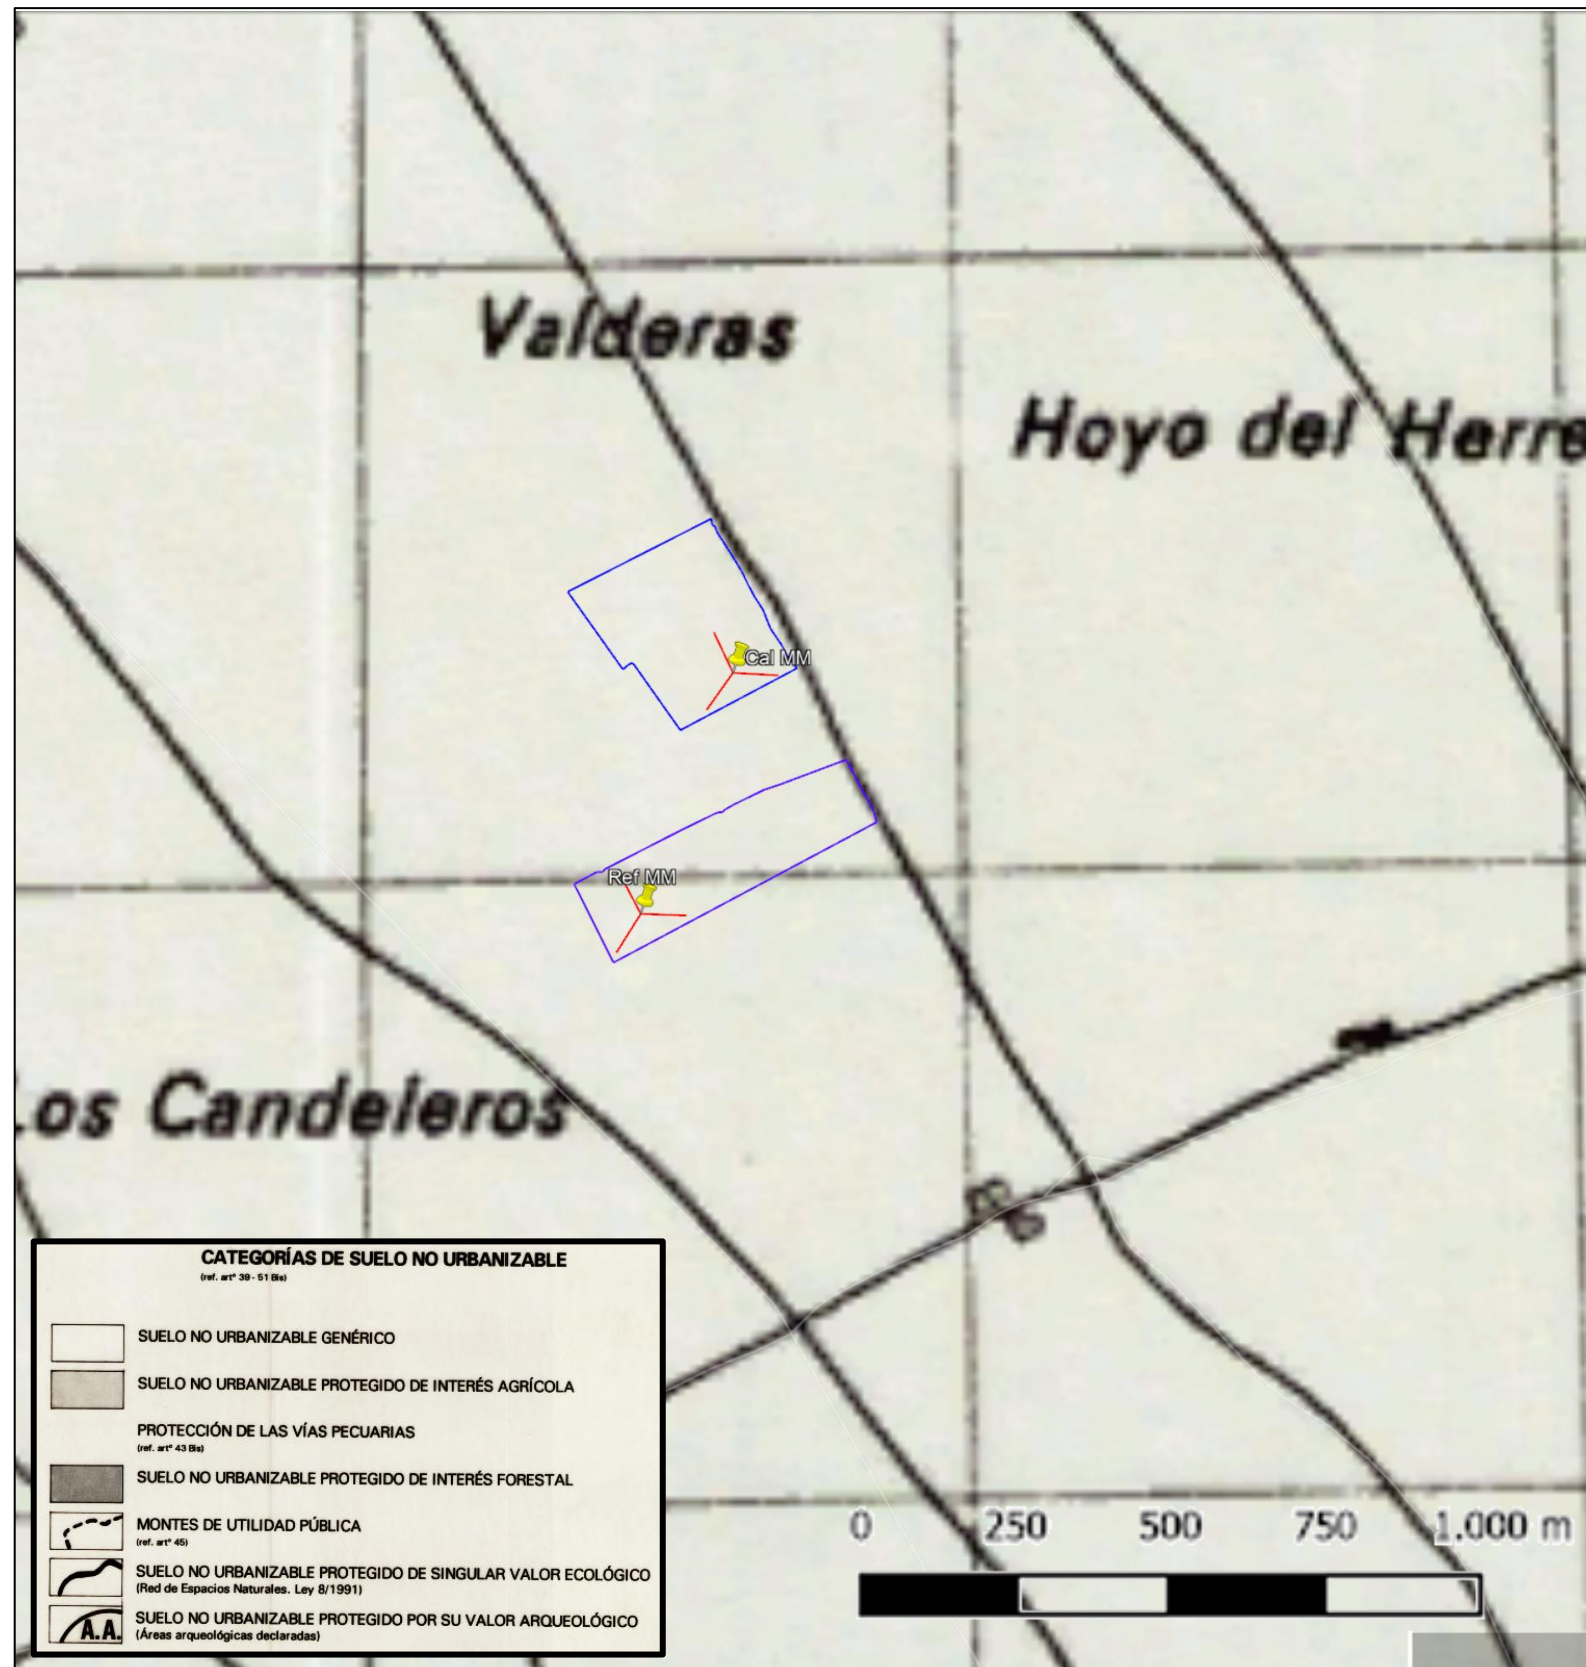 Valderas
Hoyo del Herre
Cal MM
Ref MM
os Candeleros
CATEGORÍAS DE SUELO NO URBANIZABLE
(ref. artº 39 - 51 Bis)
SUELO NO URBANIZABLE GENÉRICO
SUELO NO URBANIZABLE PROTEGIDO DE INTERÉS AGRÍCOLA
PROTECCIÓN DE LAS VÍAS PECUARIAS
(ref. artº 43 Bis)
SUELO NO URBANIZABLE PROTEGIDO DE INTERÉS FORESTAL
MONTES DE UTILIDAD PÚBLICA
(ref. artº 45)
SUELO NO URBANIZABLE PROTEGIDO DE SINGULAR VALOR ECOLÓGICO
(Red de Espacios Naturales. Ley 8/1991)
A.A.
SUELO NO URBANIZABLE PROTEGIDO POR SU VALOR ARQUEOLÓGICO
(Áreas arqueológicas declaradas)
0 250 500 750 1.000 m